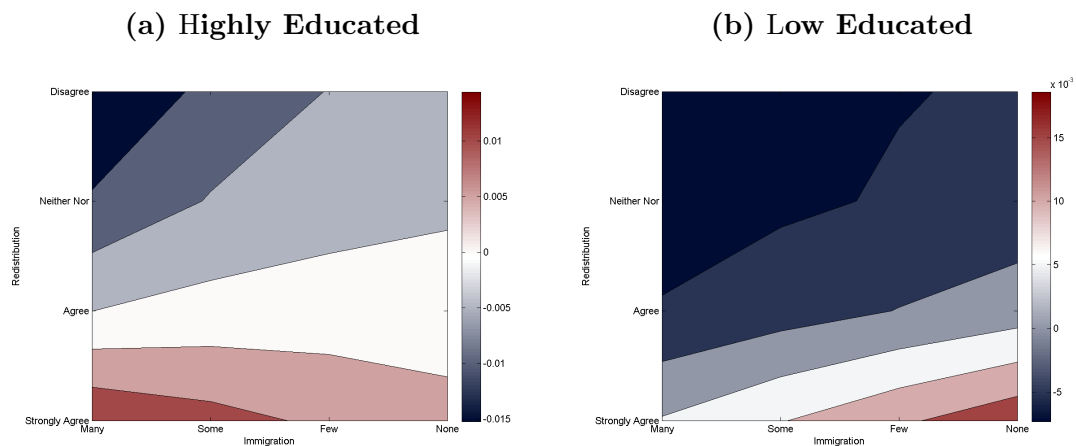 (a) Highly Educated
Disagree
Neither Nor
Agree
Strongly Agree
Redistribution
Many
Some
Few
None
Immigration
0.01
0.005
0
-0.005
-0.01
-0.015
(b) Low Educated
Disagree
Neither Nor
Agree
Strongly Agree
Redistribution
Many
Some
Few
None
Immigration
x 10⁻³
15
10
5
0
-5